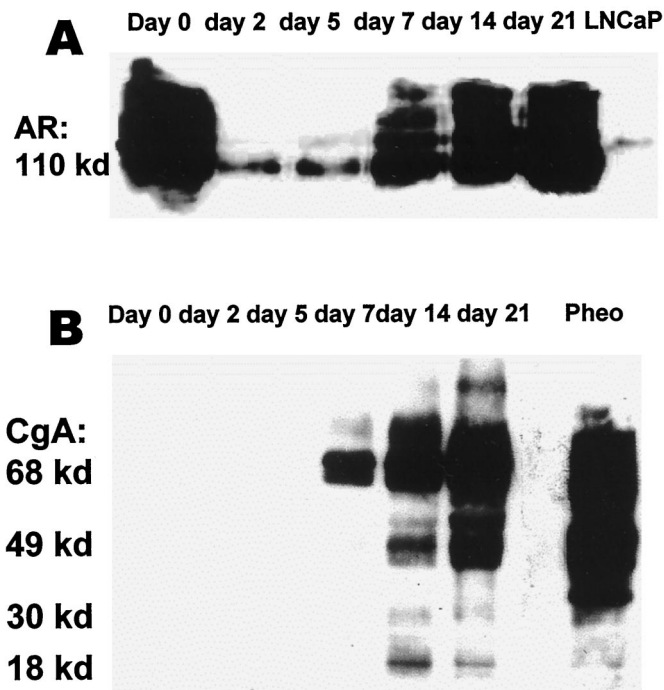 A
Day 0 day 2 day 5 day 7 day 14 day 21 LNCaP
AR:
110 kd
B
Day 0 day 2 day 5 day 7day 14 day 21 Pheo
CgA:
68 kd
49 kd
30 kd
18 kd